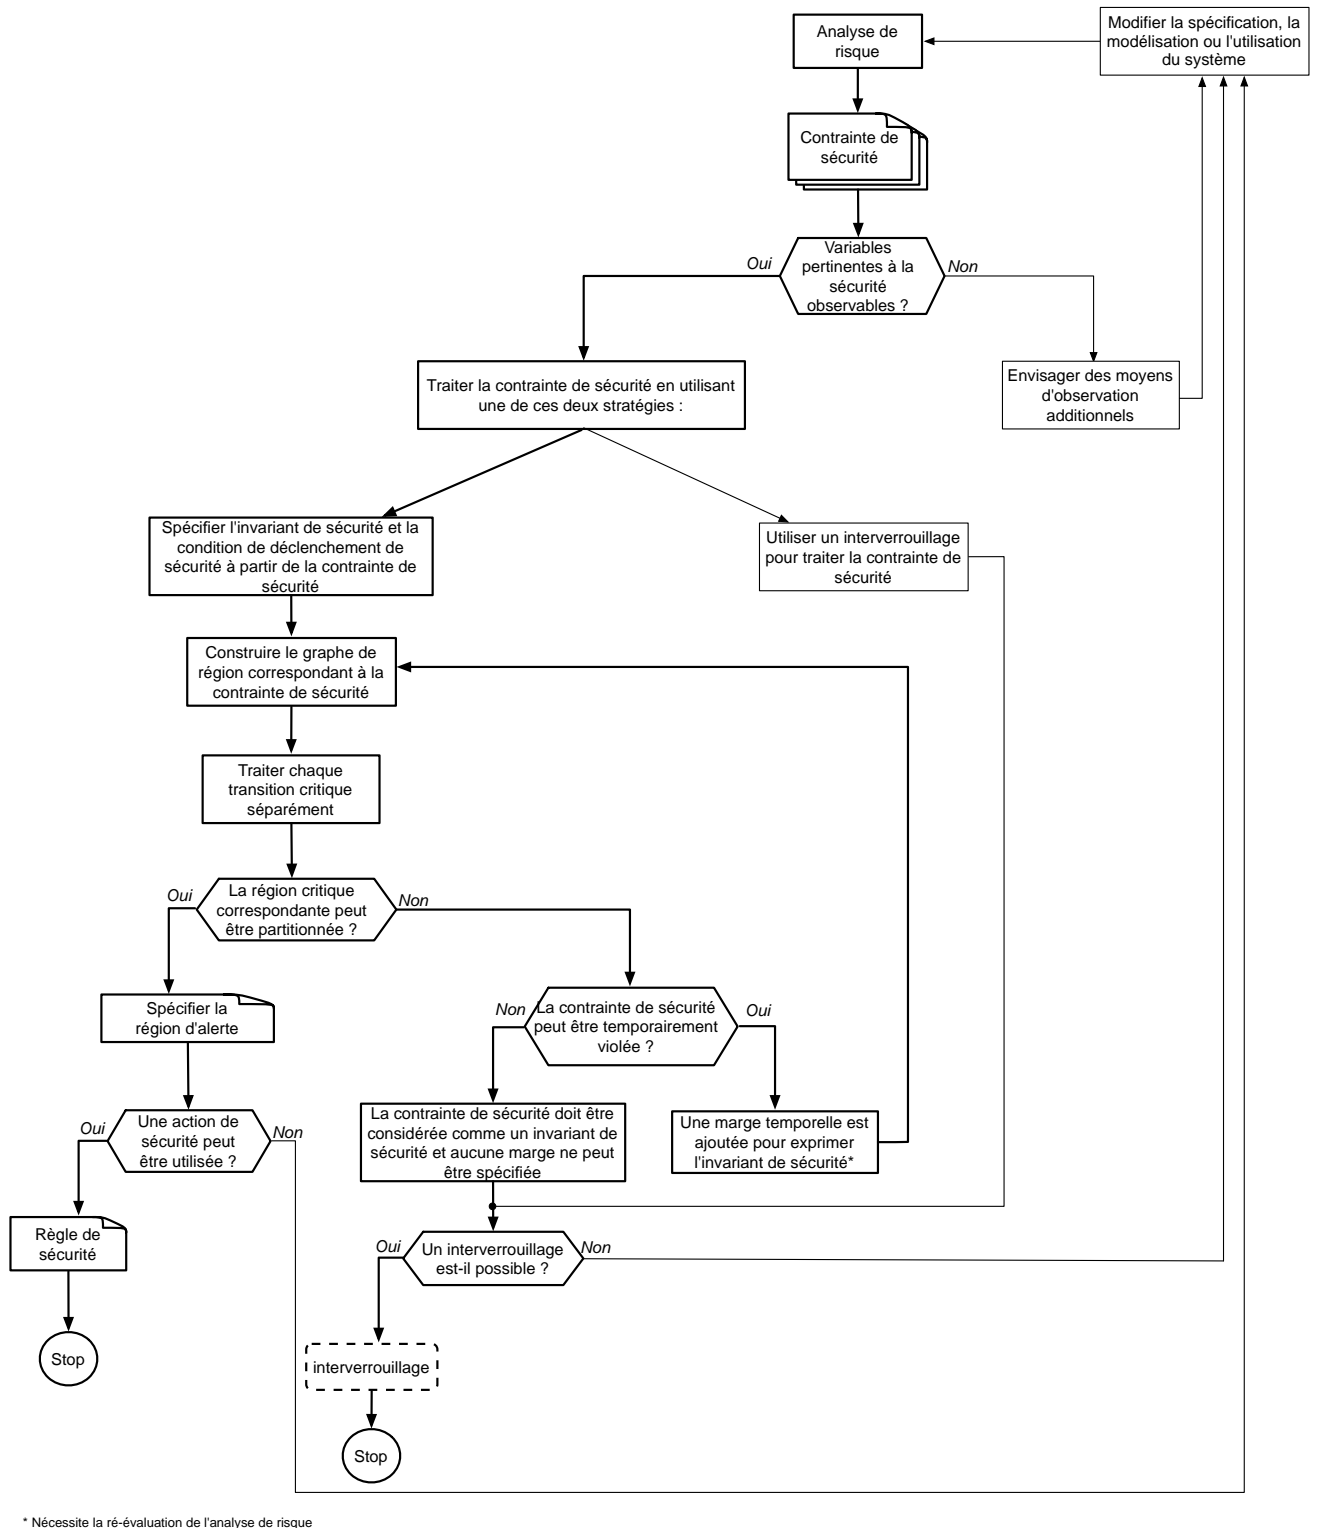 Analyse de
risque
Modifier la spécification, la
modélisation ou l'utilisation
du système
Contrainte de
sécurité
Variables
pertinentes à la
sécurité
observables ?
Oui
Non
Traiter la contrainte de sécurité en utilisant
une de ces deux stratégies :
Envisager des moyens
d'observation
additionnels
Spécifier l'invariant de sécurité et la
condition de déclenchement de
sécurité à partir de la contrainte de
sécurité
Utiliser un interverrouillage
pour traiter la contrainte de
sécurité
Construire le graphe de
région correspondant à la
contrainte de sécurité
Traiter chaque
transition critique
séparément
Oui
La région critique
correspondante peut
être partitionnée ?
Non
Spécifier la
région d'alerte
Non
La contrainte de sécurité
peut être temporairement
violée ?
Oui
Oui
Une action de
sécurité peut
être utilisée ?
Non
La contrainte de sécurité doit être
considérée comme un invariant de
sécurité et aucune marge ne peut
être spécifiée
Une marge temporelle est
ajoutée pour exprimer
l'invariant de sécurité*
Règle de
sécurité
Oui
Un interverrouillage
est-il possible ?
Non
Stop
interverrouillage
Stop
* Nécessite la ré-évaluation de l'analyse de risque